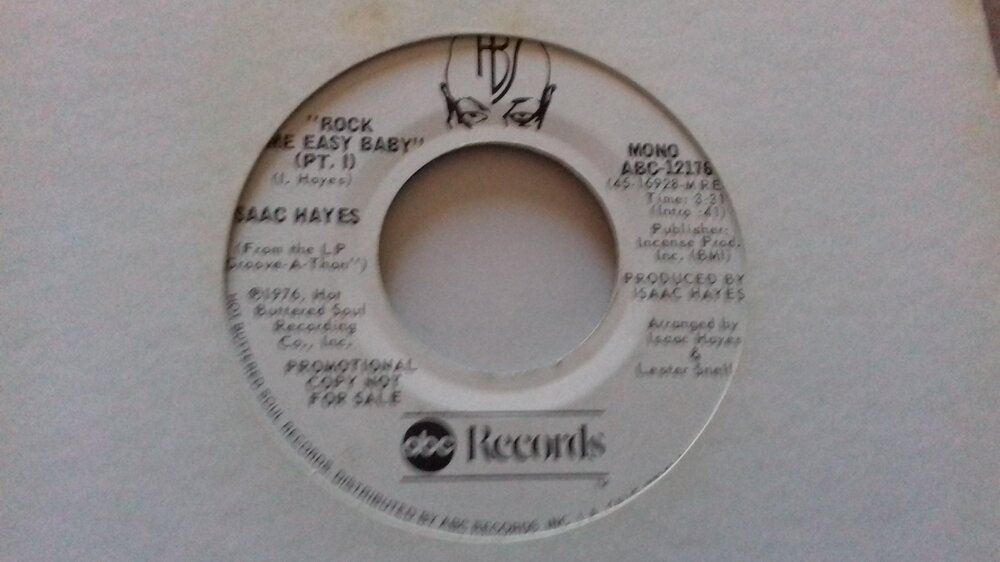 HBS
"ROCK
ME EASY BABY"
(PT. I)
(I. Hayes)
ISAAC HAYES
(From the LP
Groove-A-Thon")
℗1976, Hot
Buttered Soul
Recording
Co., Inc.
PROMOTIONAL
COPY NOT
FOR SALE
MONO
ABC-12176
(45-16928-MRE
Time: 3:31
(Intro :41)
Publisher:
Incense Prod.
Inc. (BMI)
PRODUCED BY
ISAAC HAYES
Arranged by
Isaac Hayes
&
Lester Snell
abc Records
HOT BUTTERED SOUL RECORDS DISTRIBUTED BY ABC RECORDS, INC.